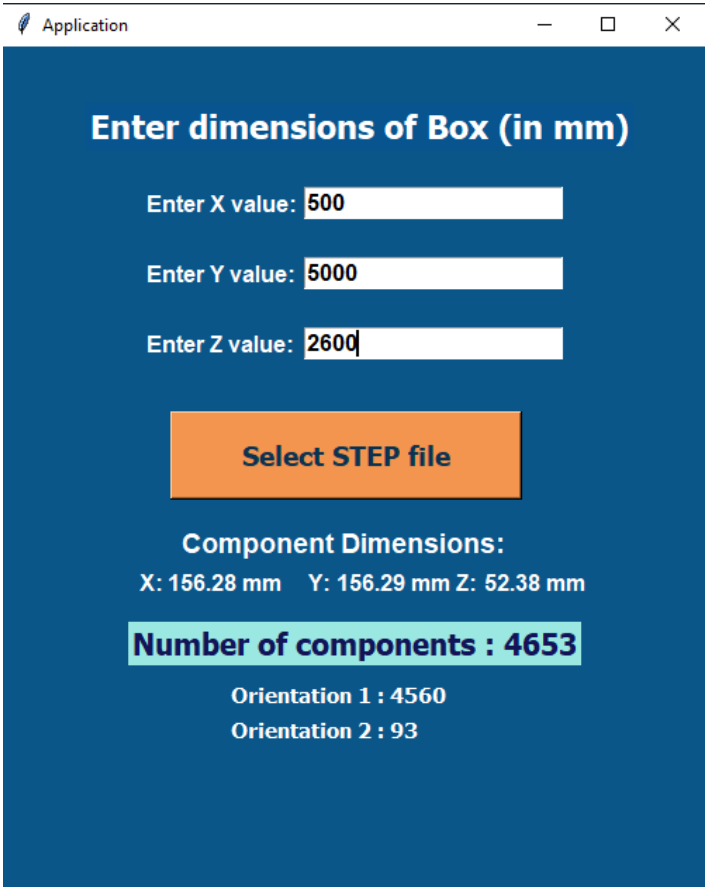 Application
Enter dimensions of Box (in mm)
Enter X value: 500
Enter Y value: 5000
Enter Z value: 2600
Select STEP file
Component Dimensions:
X: 156.28 mm Y: 156.29 mm Z: 52.38 mm
Number of components : 4653
Orientation 1 : 4560
Orientation 2 : 93